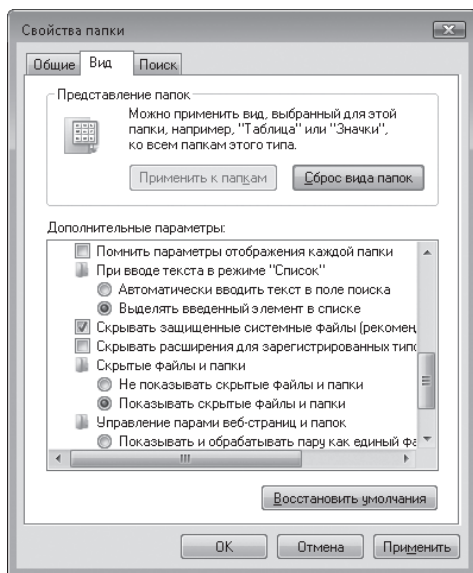 Свойства папки
Общие Вид Поиск
Представление папок
Можно применить вид, выбранный для этой
папки, например, "Таблица" или "Значки",
ко всем папкам этого типа.
Применить к папкам Сброс вида папок
Дополнительные параметры:
Помнить параметры отображения каждой папки
При вводе текста в режиме "Список"
Автоматически вводить текст в поле поиска
Выделять введенный элемент в списке
Скрывать защищенные системные файлы (рекомен
Скрывать расширения для зарегистрированных типо
Скрытые файлы и папки
Не показывать скрытые файлы и папки
Показывать скрытые файлы и папки
Управление парами веб-страниц и папок
Показывать и обрабатывать пару как единый фа
Восстановить умолчания
OK Отмена Применить